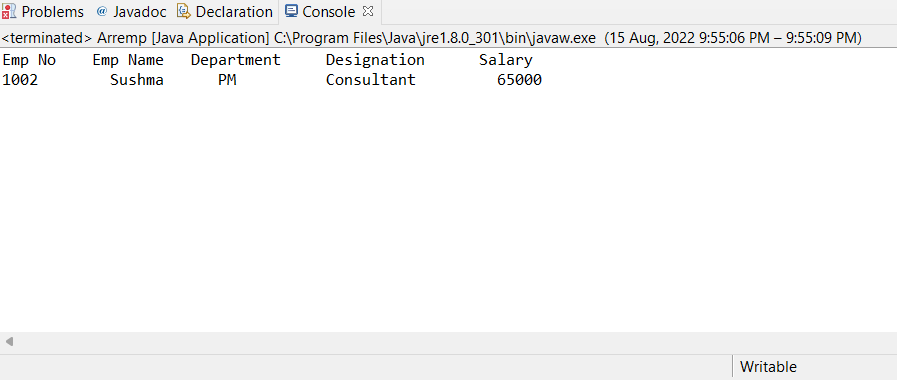 Problems @ Javadoc Declaration Console
<terminated> Arremp [Java Application] C:\Program Files\Java\jre1.8.0_301\bin\javaw.exe (15 Aug, 2022 9:55:06 PM – 9:55:09 PM)
Emp No Emp Name Department Designation Salary
1002 Sushma PM Consultant 65000
Writable